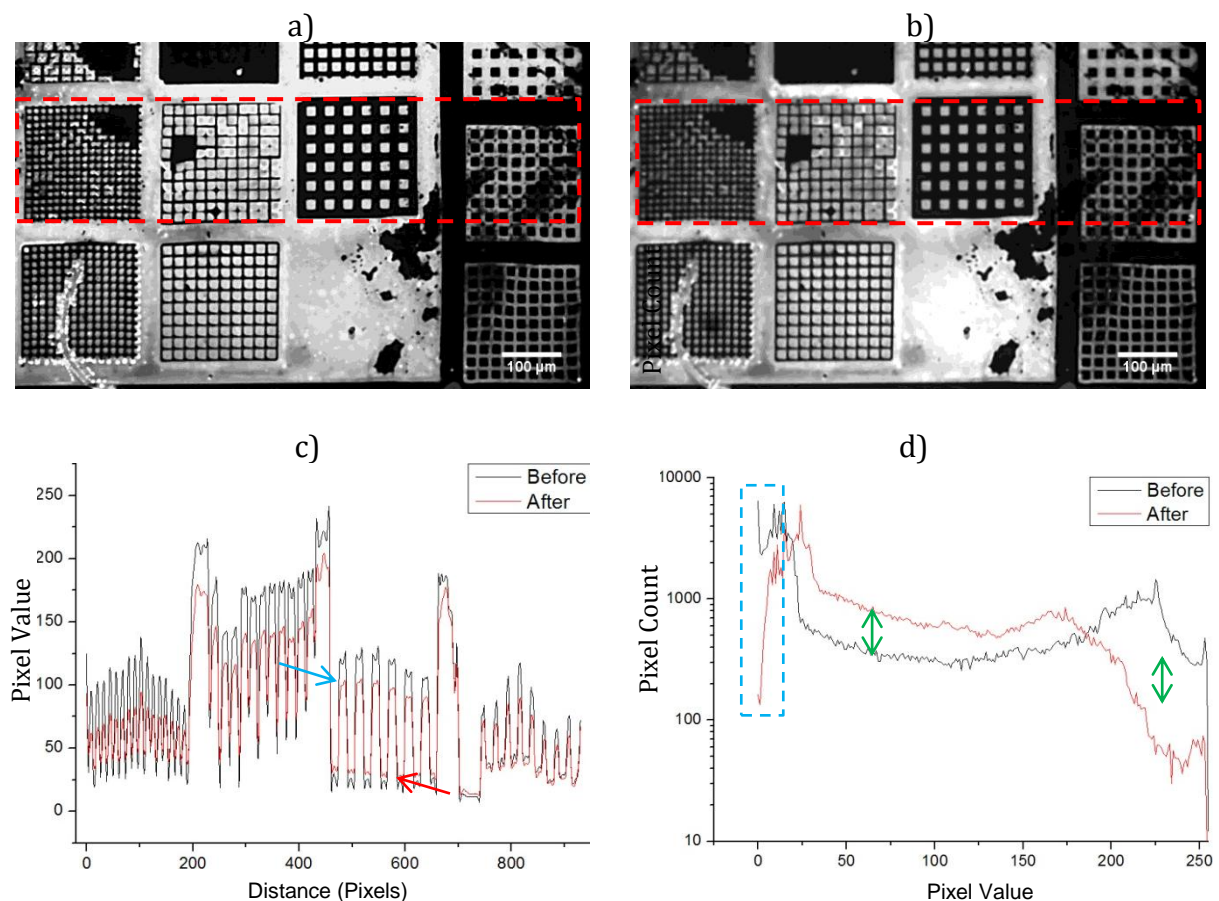 a)
b)
100 µm
Pixel Count
100 µm
c)
Before
After
250
200
150
100
50
0
Pixel Value
0
200
400
600
800
Distance (Pixels)
d)
Before
After
10000
1000
100
10
Pixel Count
0
50
100
150
200
250
Pixel Value